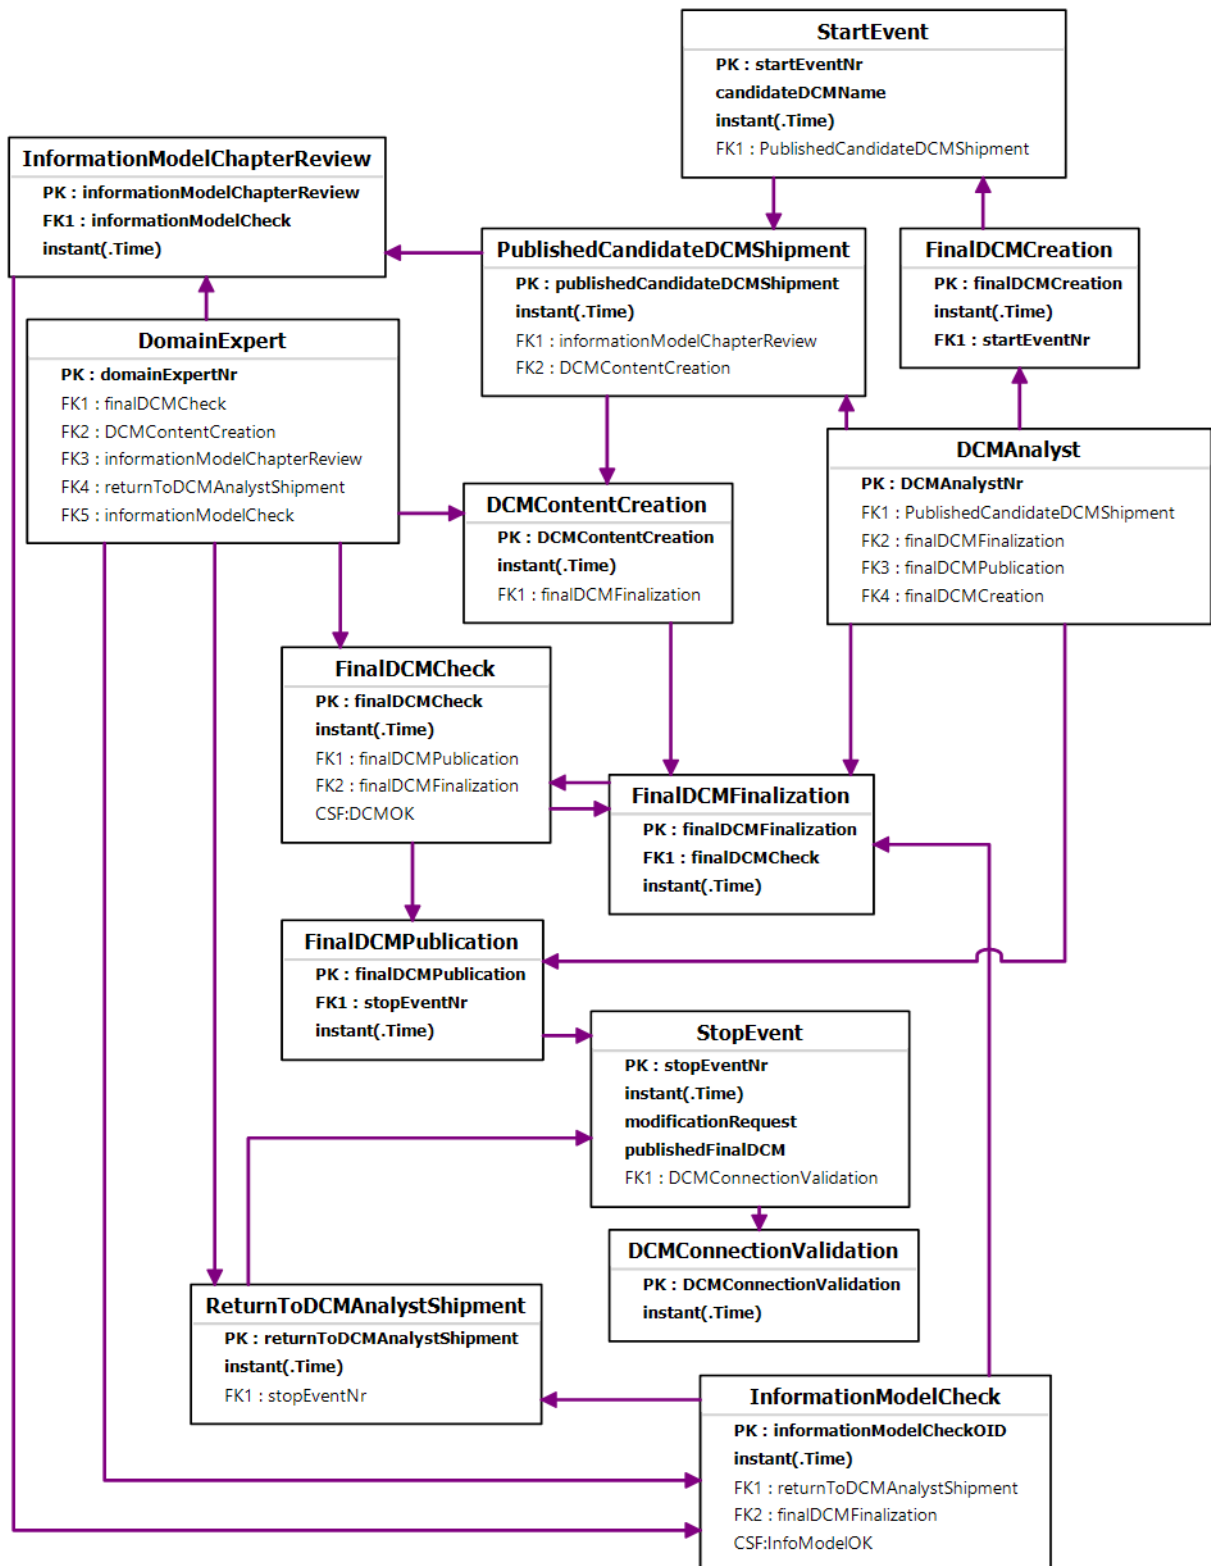 StartEvent
PK : startEventNr
candidateDCMName
instant(.Time)
FK1 : PublishedCandidateDCMShipment
InformationModelChapterReview
PK : informationModelChapterReview
FK1 : informationModelCheck
instant(.Time)
PublishedCandidateDCMShipment
PK : publishedCandidateDCMShipment
instant(.Time)
FK1 : informationModelChapterReview
FK2 : DCMContentCreation
FinalDCMCreation
PK : finalDCMCreation
instant(.Time)
FK1 : startEventNr
DomainExpert
PK : domainExpertNr
FK1 : finalDCMCheck
FK2 : DCMContentCreation
FK3 : informationModelChapterReview
FK4 : returnToDCMAnalystShipment
FK5 : informationModelCheck
DCMAnalyst
PK : DCMAnalystNr
FK1 : PublishedCandidateDCMShipment
FK2 : finalDCMFinalization
FK3 : finalDCMPublication
FK4 : finalDCMCreation
DCMContentCreation
PK : DCMContentCreation
instant(.Time)
FK1 : finalDCMFinalization
FinalDCMCheck
PK : finalDCMCheck
instant(.Time)
FK1 : finalDCMPublication
FK2 : finalDCMFinalization
CSF:DCMOK
FinalDCMFinalization
PK : finalDCMFinalization
FK1 : finalDCMCheck
instant(.Time)
FinalDCMPublication
PK : finalDCMPublication
FK1 : stopEventNr
instant(.Time)
StopEvent
PK : stopEventNr
instant(.Time)
modificationRequest
publishedFinalDCM
FK1 : DCMConnectionValidation
DCMConnectionValidation
PK : DCMConnectionValidation
instant(.Time)
ReturnToDCMAnalystShipment
PK : returnToDCMAnalystShipment
instant(.Time)
FK1 : stopEventNr
InformationModelCheck
PK : informationModelCheckOID
instant(.Time)
FK1 : returnToDCMAnalystShipment
FK2 : finalDCMFinalization
CSF:InfoModelOK